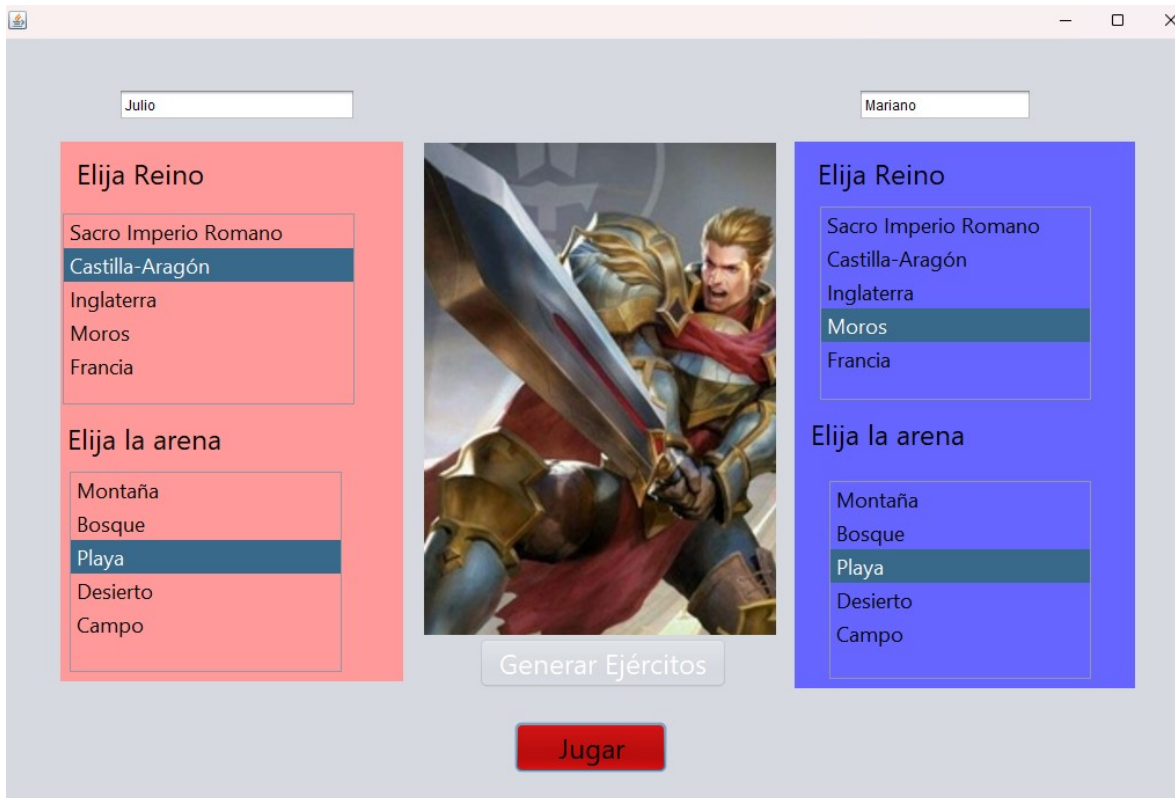 Julio
Mariano
Elija Reino
Sacro Imperio Romano
Castilla-Aragón
Inglaterra
Moros
Francia
Elija la arena
Montaña
Bosque
Playa
Desierto
Campo
Elija Reino
Sacro Imperio Romano
Castilla-Aragón
Inglaterra
Moros
Francia
Elija la arena
Montaña
Bosque
Playa
Desierto
Campo
Generar Ejércitos
Jugar